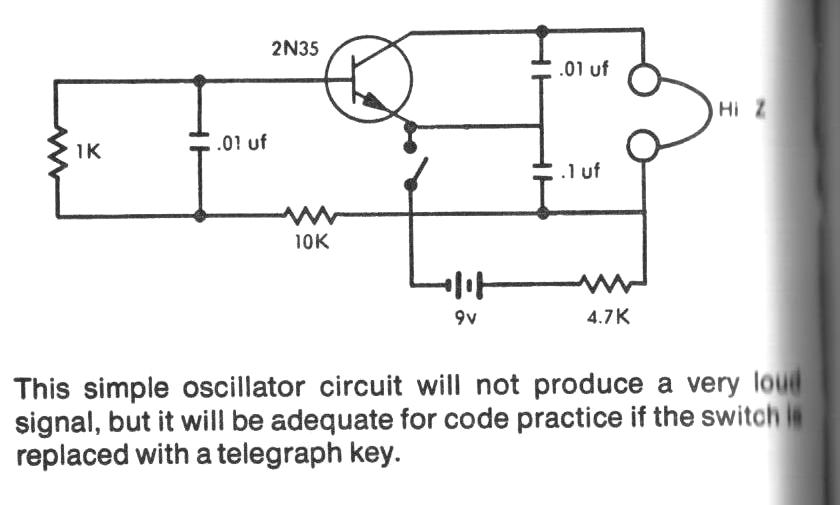 2N35
.01 uf
Hi Z
1K
.01 uf
.1 uf
10K
9v
4.7K
This simple oscillator circuit will not produce a very loud
signal, but it will be adequate for code practice if the switch is
replaced with a telegraph key.